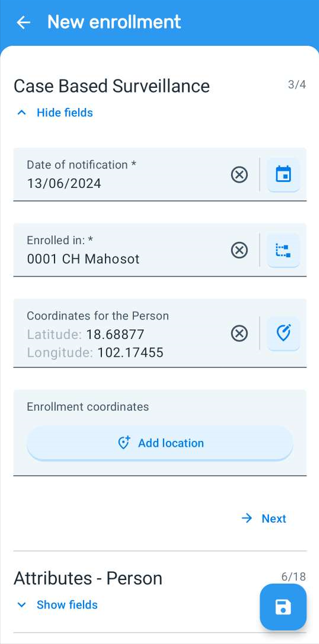 New enrollment
Case Based Surveillance
3/4
Hide fields
Date of notification *
13/06/2024
Enrolled in: *
0001 CH Mahosot
Coordinates for the Person
Latitude: 18.68877
Longitude: 102.17455
Enrollment coordinates
Add location
Next
Attributes - Person
6/18
Show fields